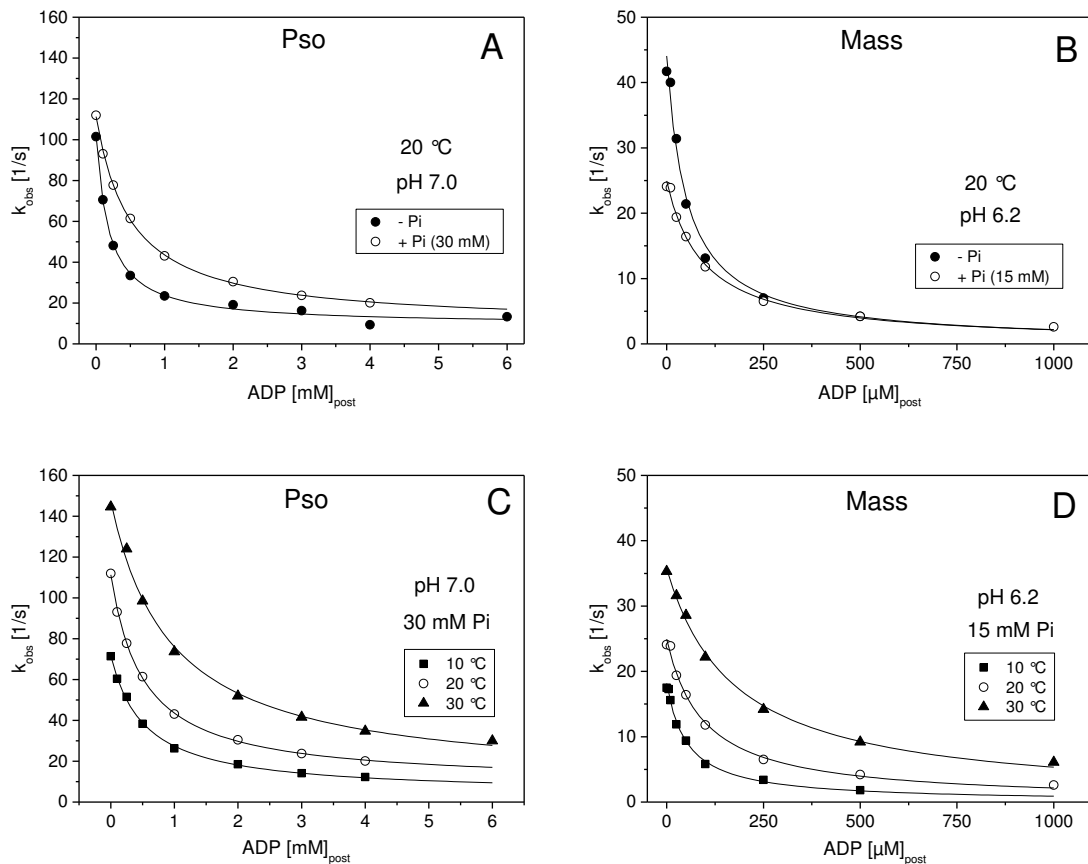 Pso
A
20 °C
pH 7.0
- Pi
+ Pi (30 mM)
160
140
120
100
80
60
40
20
0
k_obs [1/s]
0 1 2 3 4 5 6
ADP [mM]_post
Mass
B
20 °C
pH 6.2
- Pi
+ Pi (15 mM)
50
40
30
20
10
0
k_obs [1/s]
0 250 500 750 1000
ADP [µM]_post
Pso
C
pH 7.0
30 mM Pi
10 °C
20 °C
30 °C
160
140
120
100
80
60
40
20
0
k_obs [1/s]
0 1 2 3 4 5 6
ADP [mM]_post
Mass
D
pH 6.2
15 mM Pi
10 °C
20 °C
30 °C
50
40
30
20
10
0
k_obs [1/s]
0 250 500 750 1000
ADP [µM]_post